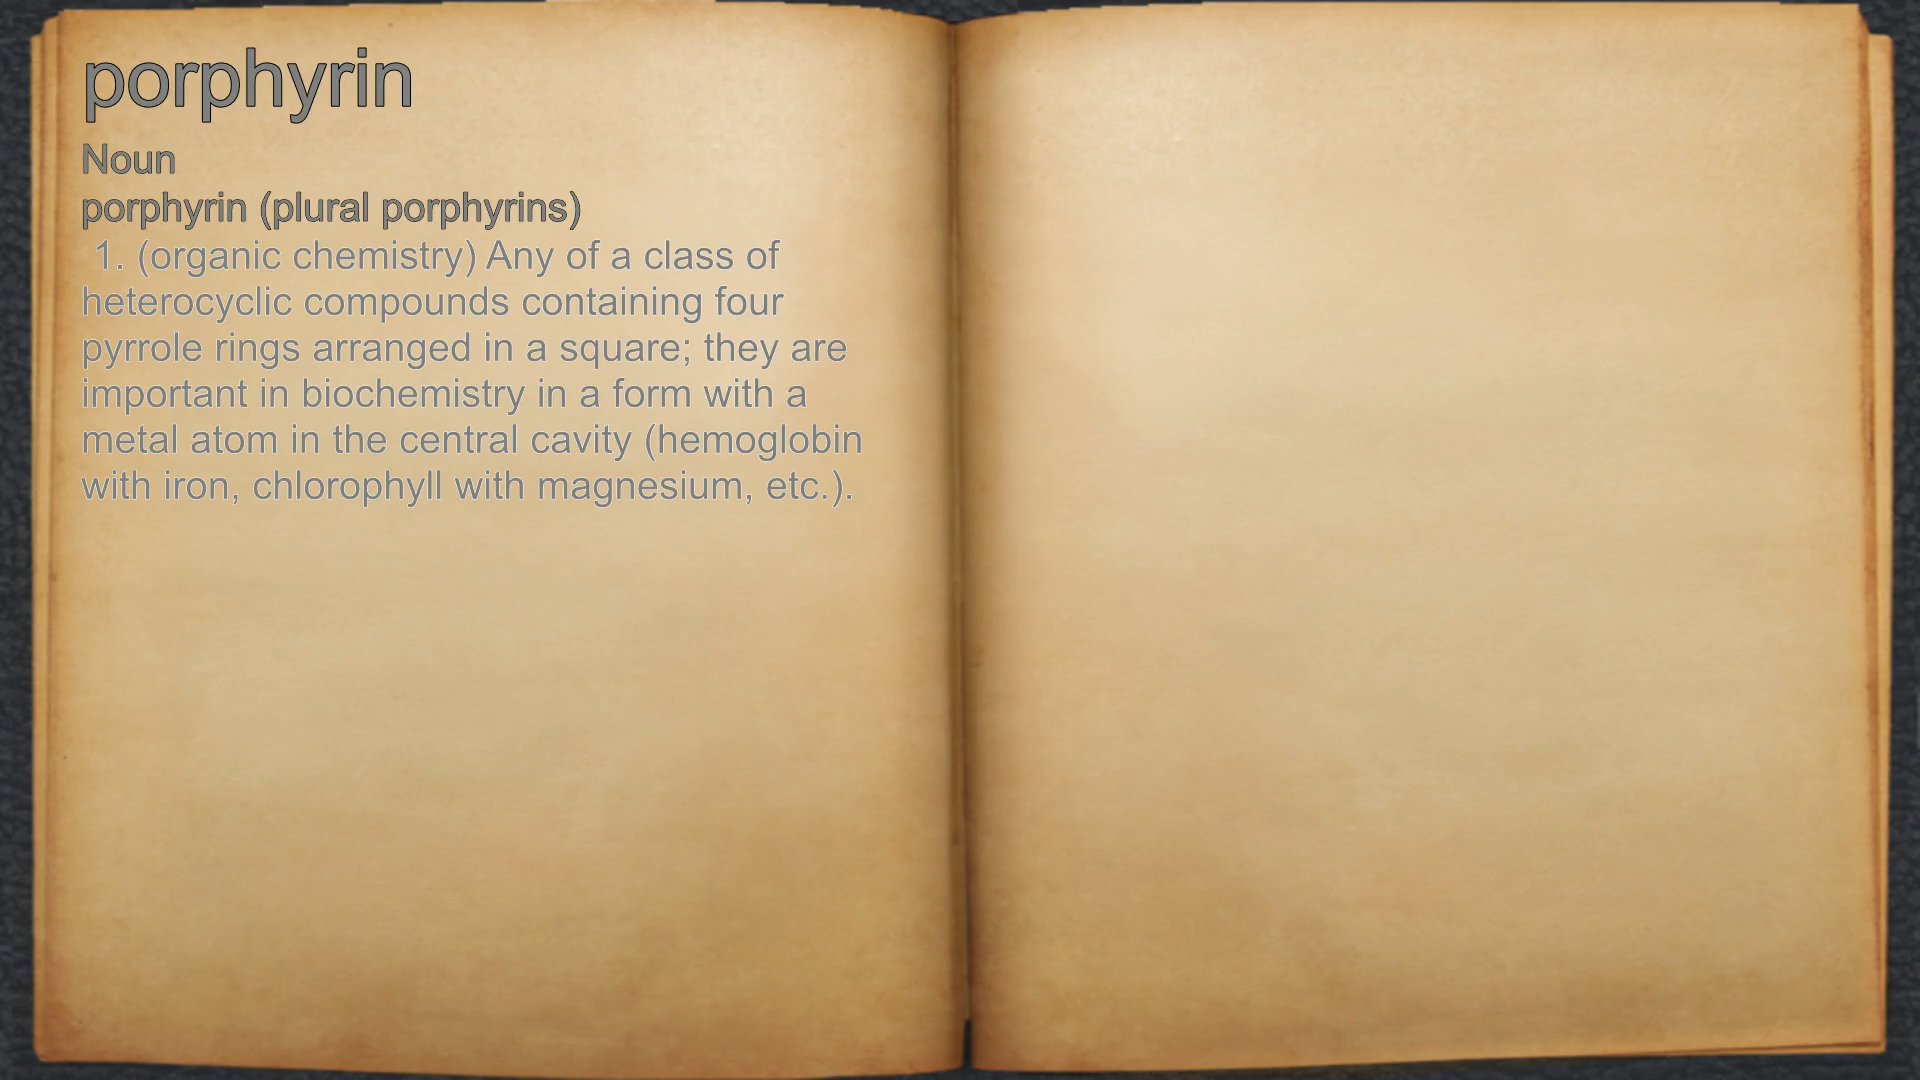 porphyrin
Noun
porphyrin (plural porphyrins)
1. (organic chemistry) Any of a class of
heterocyclic compounds containing four
pyrrole rings arranged in a square; they are
important in biochemistry in a form with a
metal atom in the central cavity (hemoglobin
with iron, chlorophyll with magnesium, etc.).